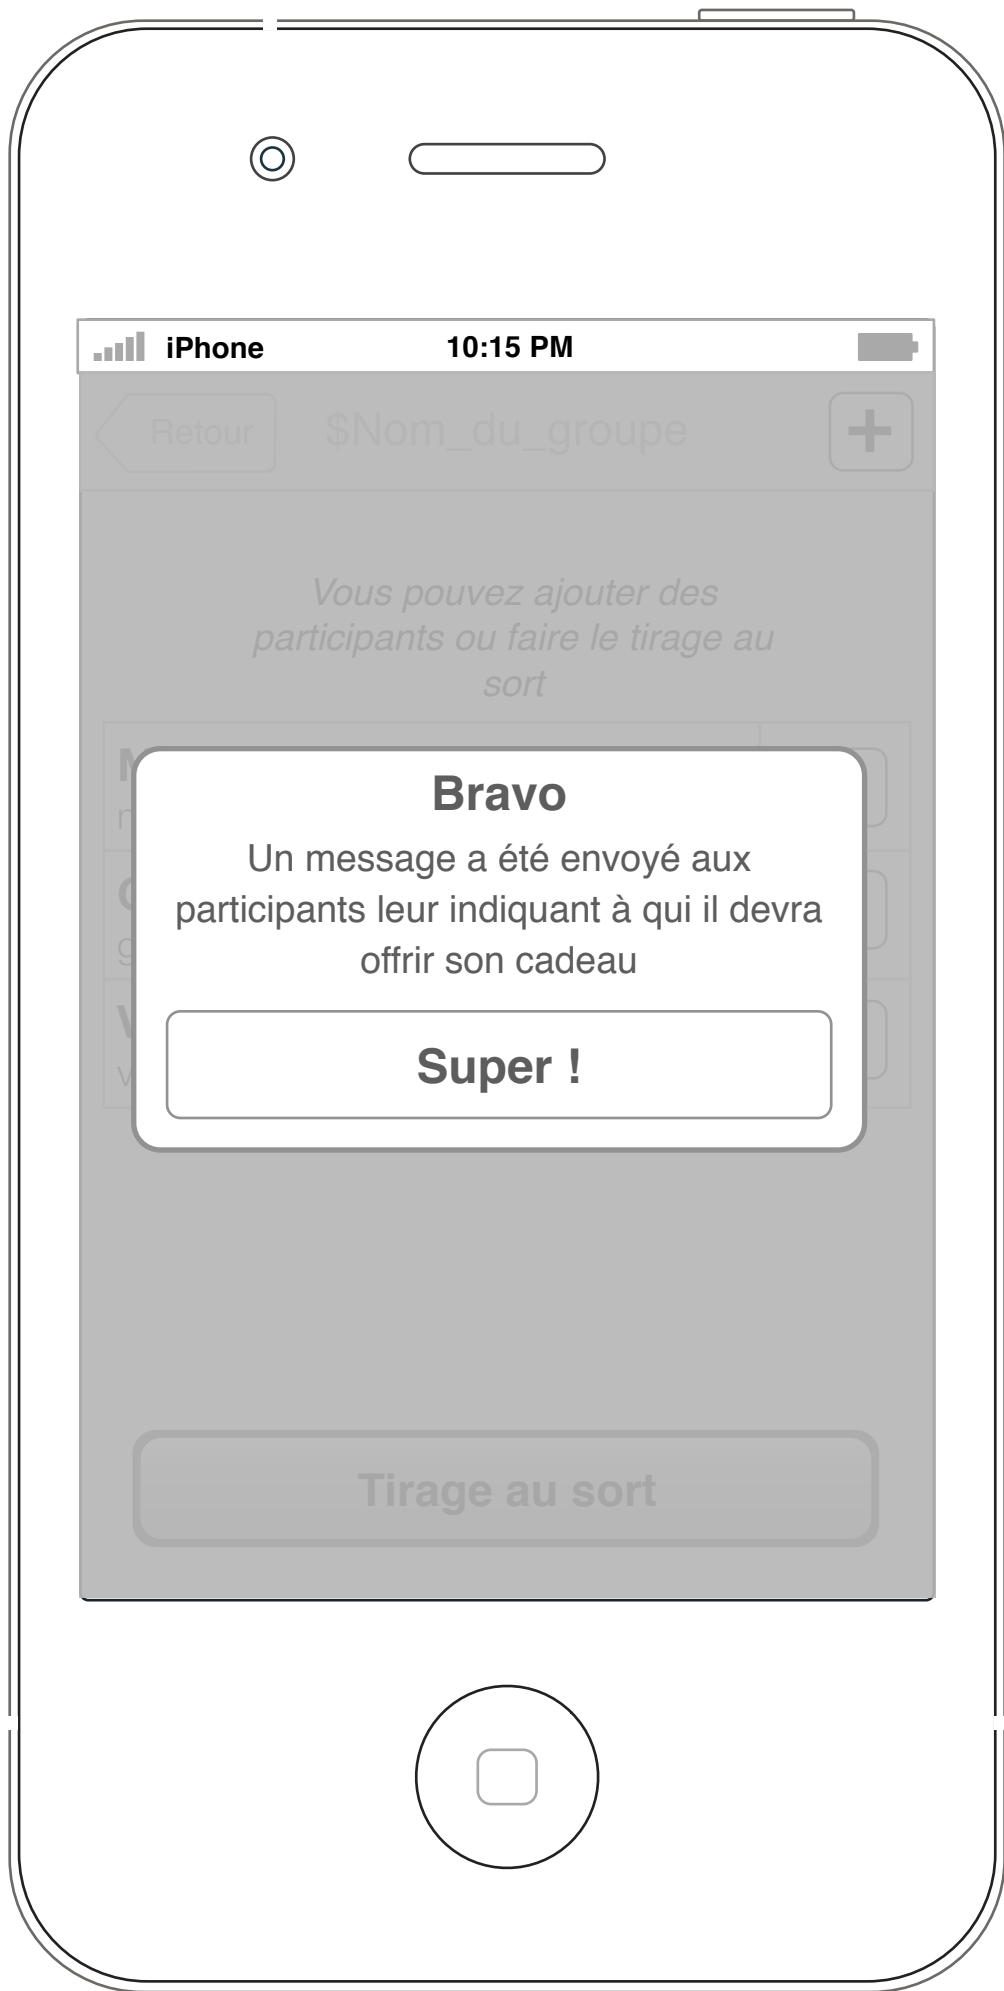 iPhone 10:15 PM
Retour $Nom_du_groupe +
Vous pouvez ajouter des
participants ou faire le tirage au
sort
Bravo
Un message a été envoyé aux
participants leur indiquant à qui il devra
offrir son cadeau
Super !
Tirage au sort